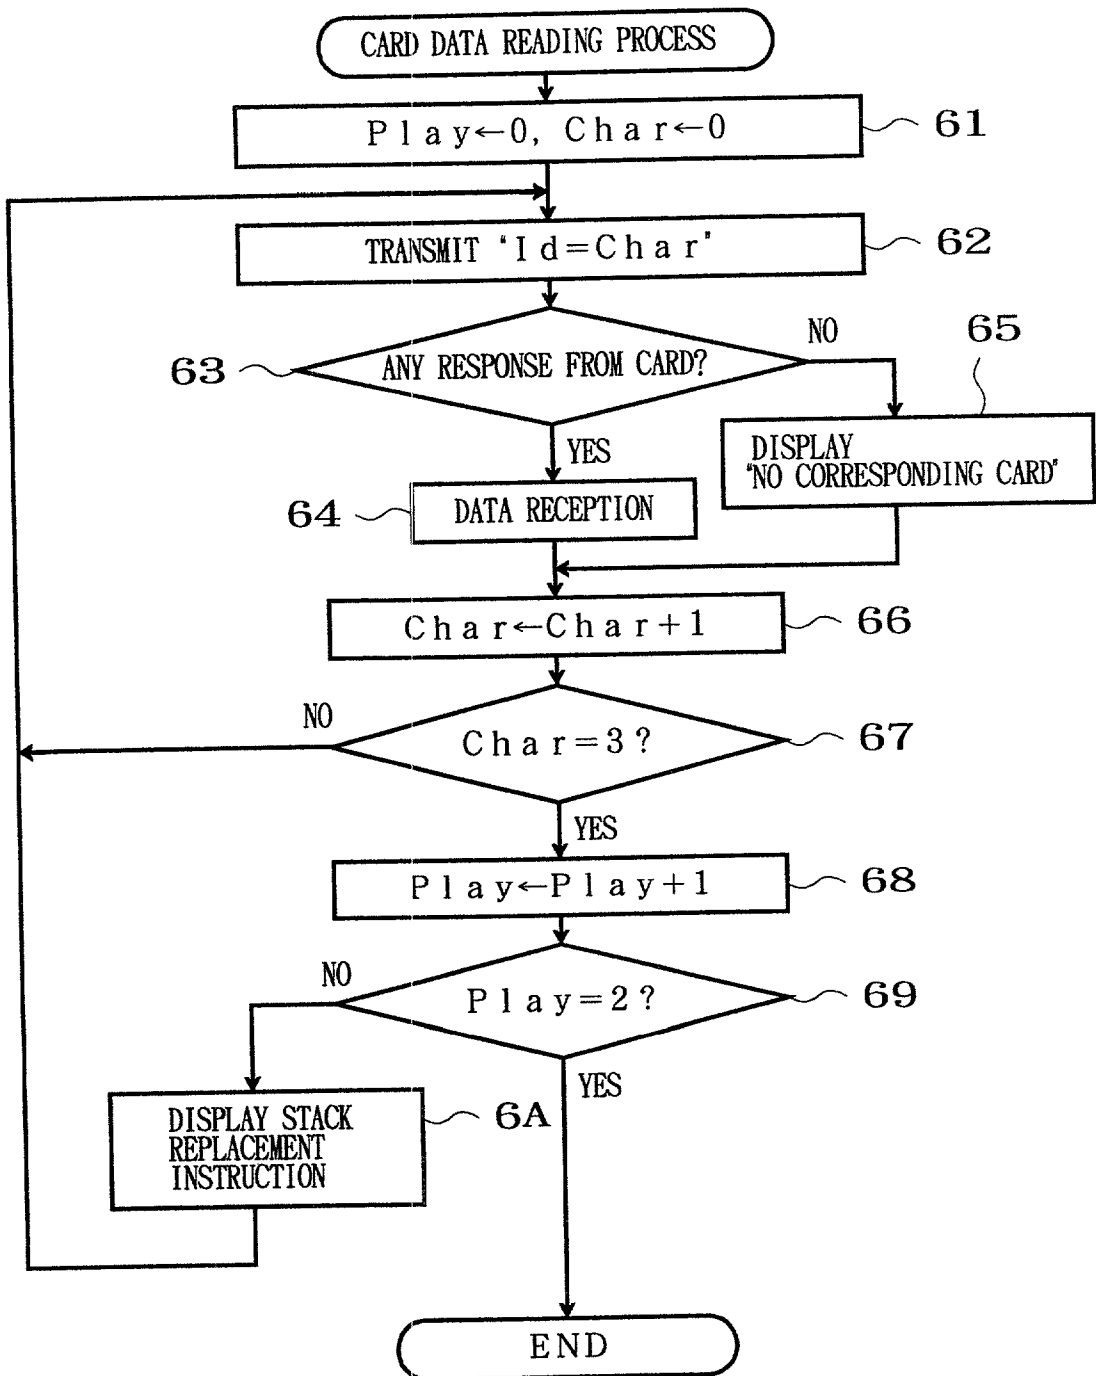 CARD DATA READING PROCESS
Play←0, Char←0
61
TRANSMIT "Id=Char"
62
63
ANY RESPONSE FROM CARD?
NO
65
YES
DISPLAY
"NO CORRESPONDING CARD"
64
DATA RECEPTION
Char←Char+1
66
NO
Char=3?
67
YES
Play←Play+1
68
NO
Play=2?
69
YES
DISPLAY STACK
REPLACEMENT
INSTRUCTION
6A
END